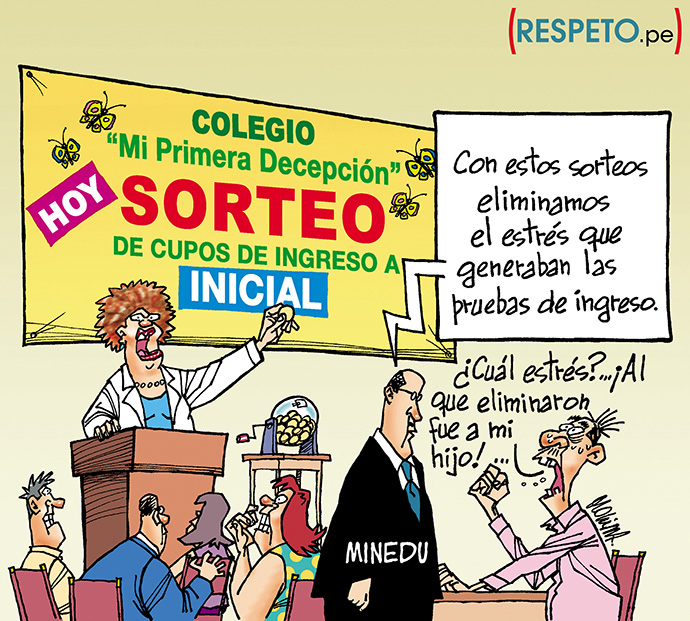 (RESPETO.pe)
COLEGIO
“Mi Primera Decepción”
HOY
SORTEO
DE CUPOS DE INGRESO A
INICIAL
Con estos sorteos
eliminamos
el estrés que
generaban las
pruebas de ingreso.
¿Cuál estrés?...¡Al
que eliminaron
fue a mi
hijo!...
MINEDU